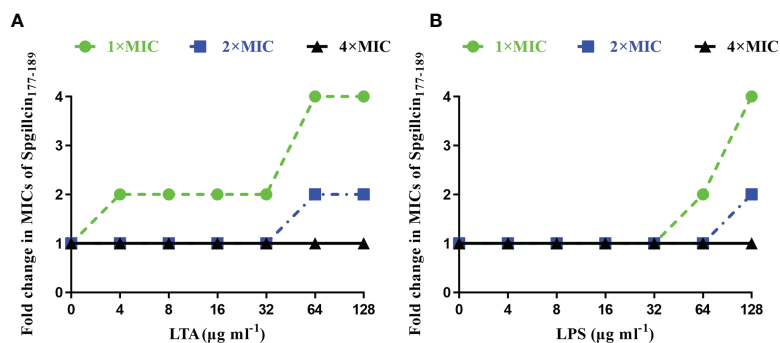 A
1×MIC 2×MIC 4×MIC
Fold change in MICs of Spgillcin177-189
4
3
2
1
0
0 4 8 16 32 64 128
LTA (µg ml-1)
B
1×MIC 2×MIC 4×MIC
Fold change in MICs of Spgillcin177-189
4
3
2
1
0
0 4 8 16 32 64 128
LPS (µg ml-1)